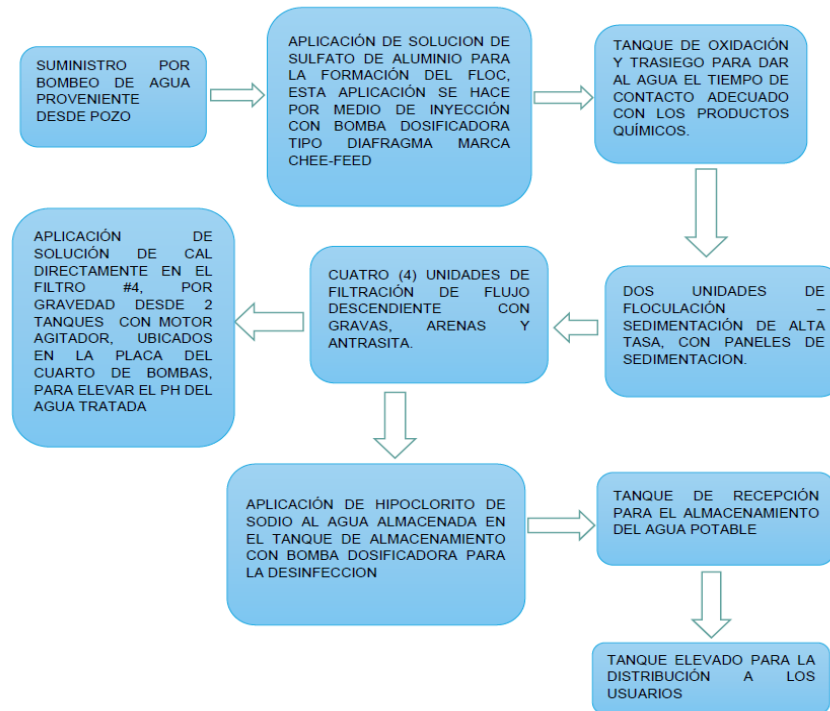 SUMINISTRO POR
BOMBEO DE AGUA
PROVENIENTE
DESDE POZO
APLICACIÓN DE SOLUCION DE
SULFATO DE ALUMINIO PARA
LA FORMACIÓN DEL FLOC,
ESTA APLICACIÓN SE HACE
POR MEDIO DE INYECCIÓN
CON BOMBA DOSIFICADORA
TIPO DIAFRAGMA MARCA
CHEE-FEED
TANQUE DE OXIDACIÓN
Y TRASIEGO PARA DAR
AL AGUA EL TIEMPO DE
CONTACTO ADECUADO
CON LOS PRODUCTOS
QUÍMICOS.
DOS UNIDADES DE
FLOCULACIÓN –
SEDIMENTACIÓN DE ALTA
TASA, CON PANELES DE
SEDIMENTACION.
CUATRO (4) UNIDADES DE
FILTRACIÓN DE FLUJO
DESCENDIENTE CON
GRAVAS, ARENAS Y
ANTRASITA.
APLICACIÓN DE
SOLUCIÓN DE CAL
DIRECTAMENTE EN EL
FILTRO #4, POR
GRAVEDAD DESDE 2
TANQUES CON MOTOR
AGITADOR, UBICADOS
EN LA PLACA DEL
CUARTO DE BOMBAS,
PARA ELEVAR EL PH DEL
AGUA TRATADA
APLICACIÓN DE HIPOCLORITO DE
SODIO AL AGUA ALMACENADA EN
EL TANQUE DE ALMACENAMIENTO
CON BOMBA DOSIFICADORA PARA
LA DESINFECCION
TANQUE DE RECEPCIÓN
PARA EL ALMACENAMIENTO
DEL AGUA POTABLE
TANQUE ELEVADO PARA LA
DISTRIBUCIÓN A LOS
USUARIOS